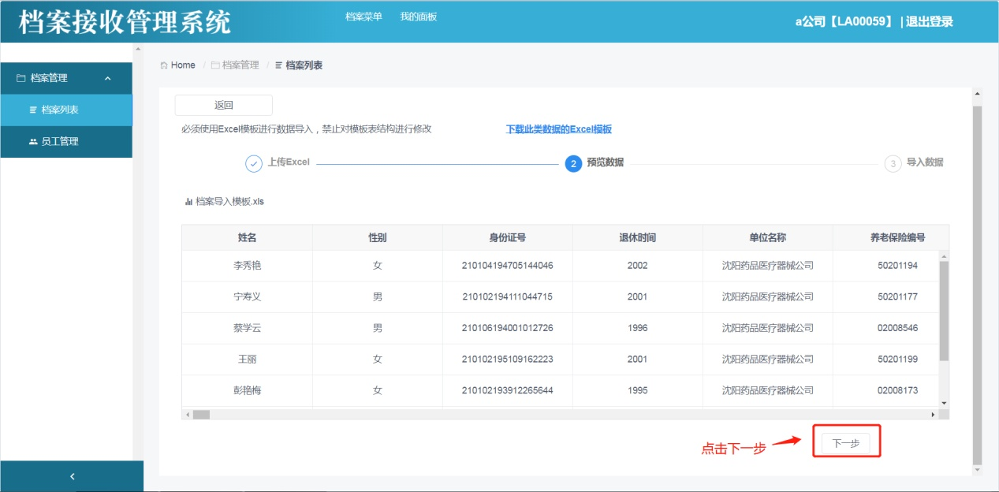 档案接收管理系统 档案菜单 我的面板 a公司【LA00059】 | 退出登录
Home / 档案管理 / 档案列表
档案管理
档案列表
员工管理
返回
必须使用Excel模板进行数据导入，禁止对模板表结构进行修改 下载此类数据的Excel模板
上传Excel 2 预览数据 3 导入数据
档案导入模板.xls
姓名 性别 身份证号 退休时间 单位名称 养老保险编号
李秀艳 女 210104194705144046 2002 沈阳药品医疗器械公司 50201194
宁寿义 男 210102194111044715 2001 沈阳药品医疗器械公司 50201177
蔡学云 男 210106194001012726 1996 沈阳药品医疗器械公司 02008546
王丽 女 210102195109162223 2001 沈阳药品医疗器械公司 50201199
彭艳梅 女 210102193912265644 1995 沈阳药品医疗器械公司 02008173
点击下一步 下一步